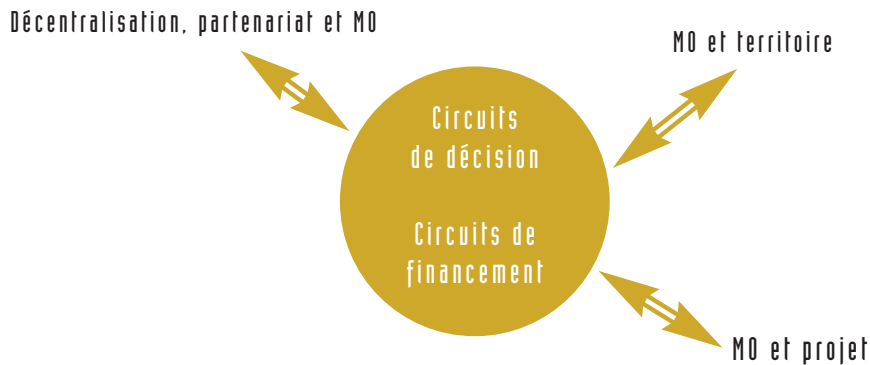 Décentralisation, partenariat et MO
MO et territoire
Circuits
de décision
Circuits de
financement
MO et projet